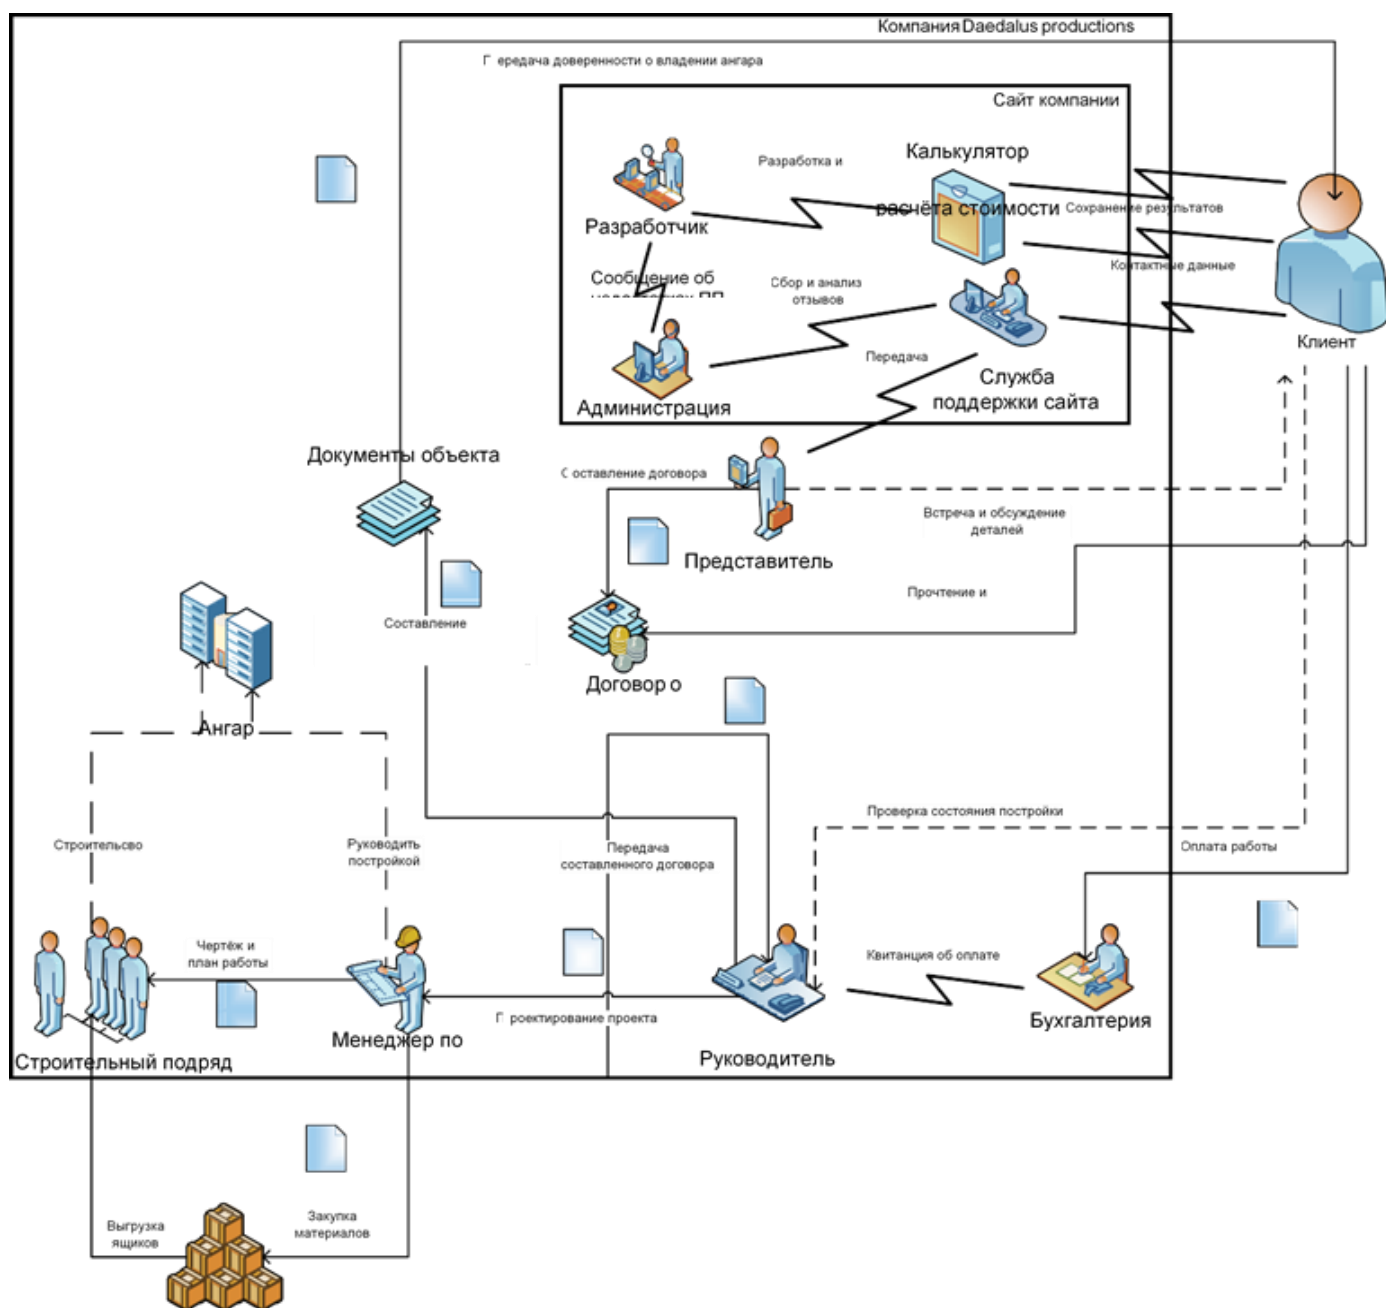 Компания Daedalus productions
П ередача доверенности о владении ангара
Сайт компании
Разработка и
Калькулятор
расчёта стоимости
Сохранение результатов
Разработчик
Контактные данные
Сообщение об
Сбор и анализ
отзывов
Клиент
Передача
Служба
поддержки сайта
Администрация
Документы объекта
С оставление договора
Встреча и обсуждение
деталей
Представитель
Прочтение и
Составление
Договор о
Ангар
Проверка состояния постройки
Строительсво
Руководить
постройкой
Передача
составленного договора
Оплата работы
Чертёж и
план работы
Квитанция об оплате
П роектирование проекта
Бухгалтерия
Менеджер по
Руководитель
Строительный подряд
Закупка
материалов
Выгрузка
ящиков